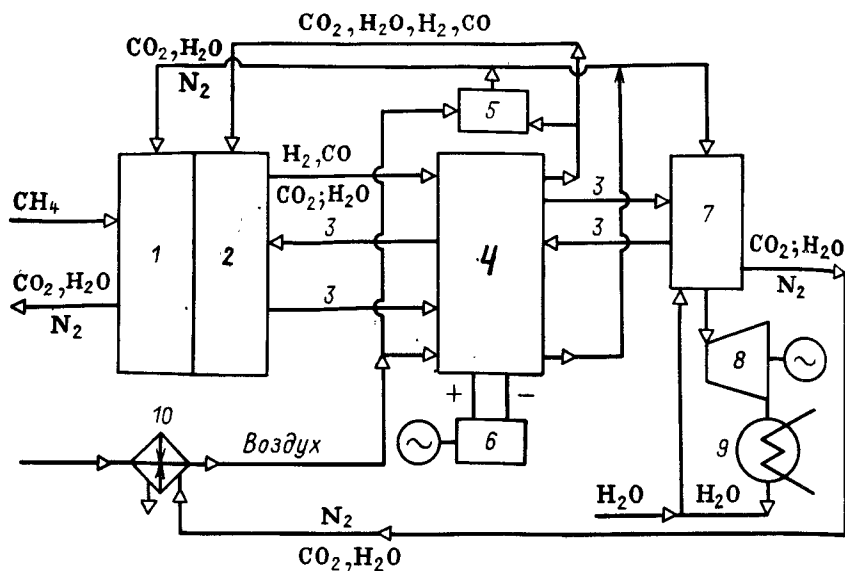 CO₂,H₂O,H₂,CO
CO₂,H₂O
N₂
5
H₂,CO
CO₂;H₂O
3
3
7
CH₄
1
2
3
4
3
CO₂;H₂O
N₂
CO₂,H₂O
N₂
3
8
~
+
−
10
Воздух
~
6
9
H₂O
H₂O
N₂
CO₂,H₂O